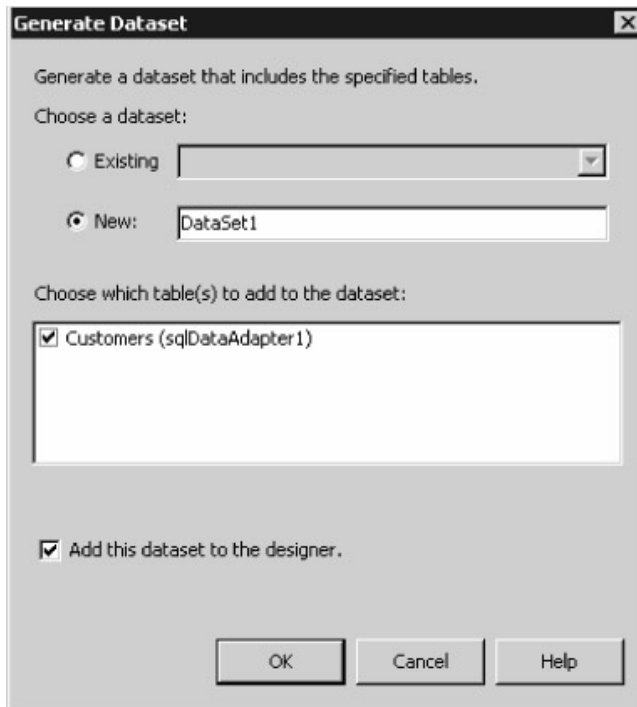 Generate Dataset
Generate a dataset that includes the specified tables.
Choose a dataset:
Existing
New: DataSet1
Choose which table(s) to add to the dataset:
Customers (sqlDataAdapter1)
Add this dataset to the designer.
OK Cancel Help